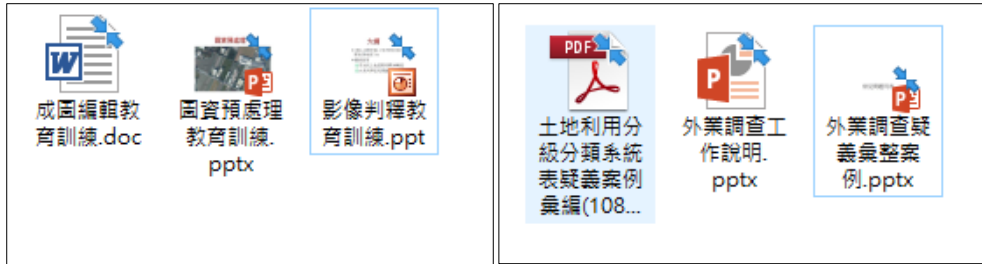 成圖編輯教
育訓練.doc
圖資預處理
教育訓練.
pptx
影像判釋教
育訓練.ppt
PDF
土地利用分
級分類系統
表疑義案例
彙編(108...
外業調查工
作說明.
pptx
外業調查疑
義彙整案
例.pptx